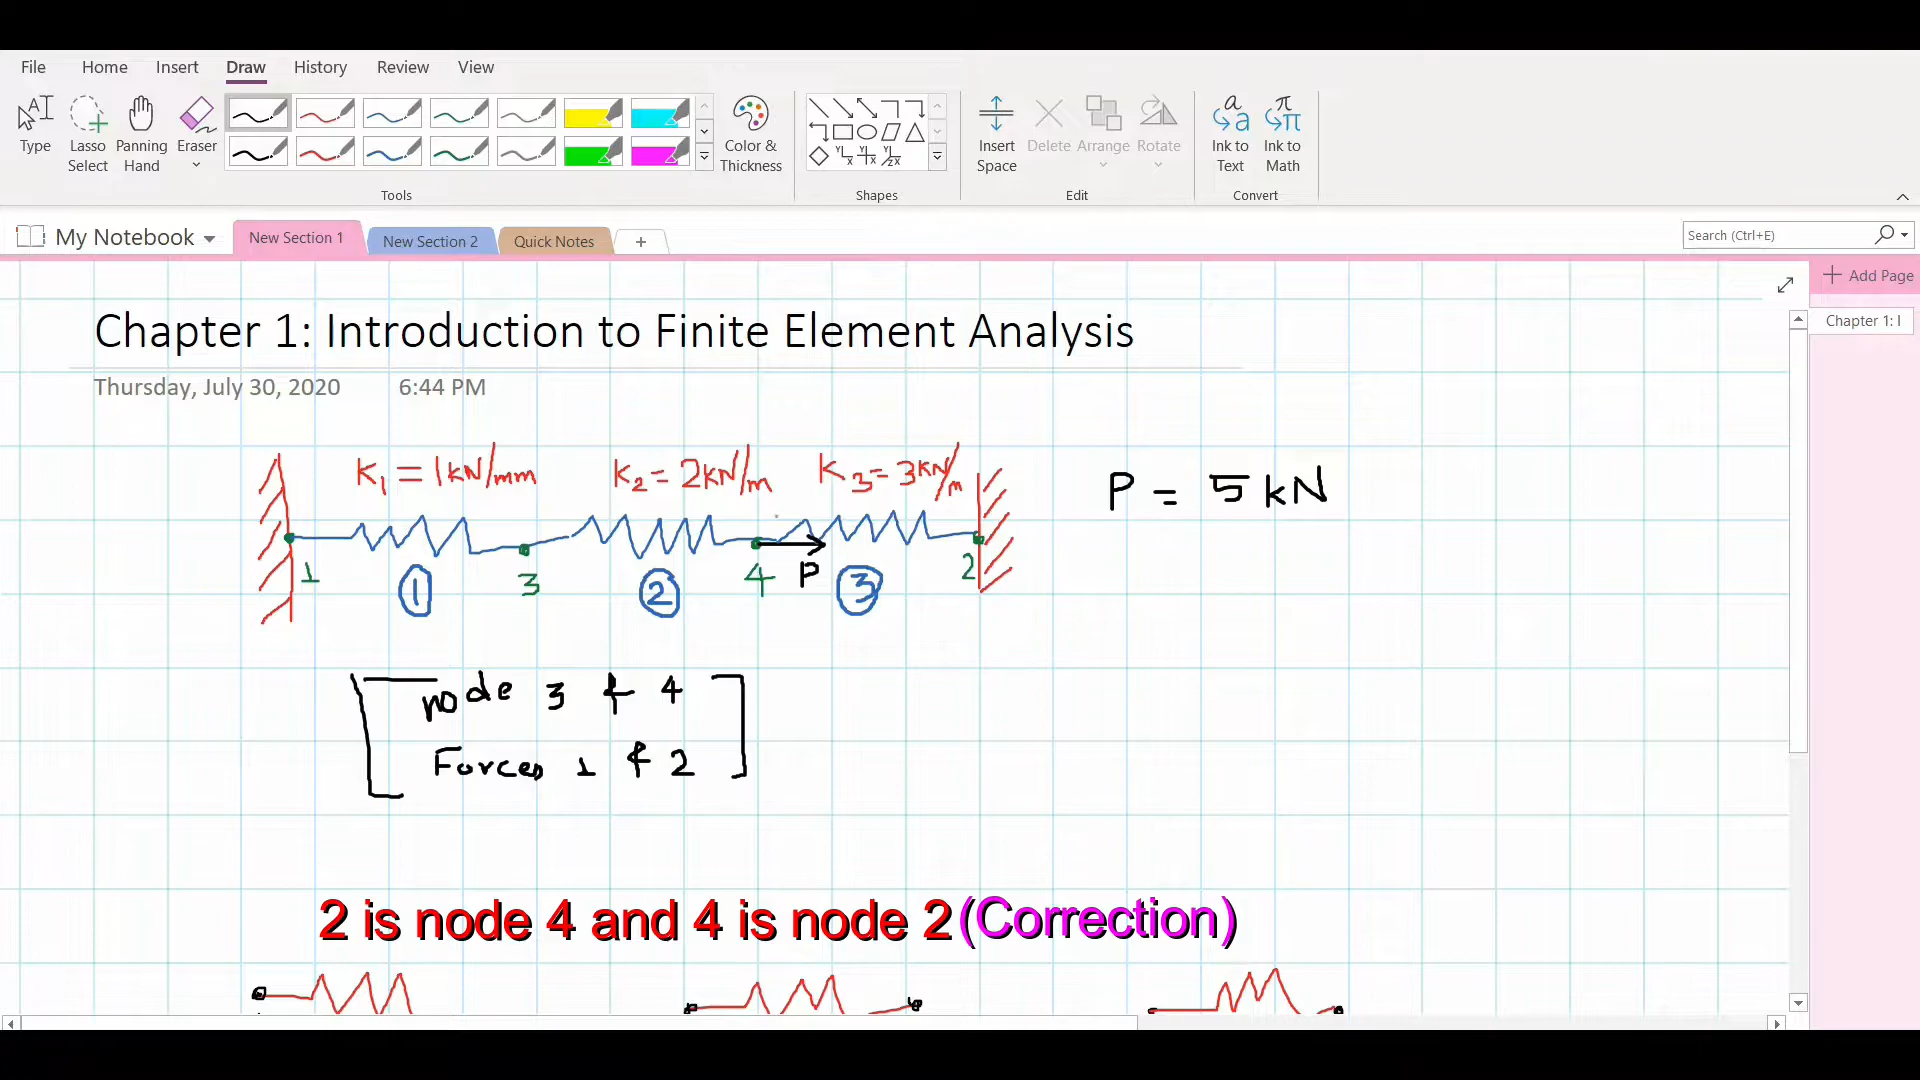 File Home Insert Draw History Review View
Type
Lasso Select
Panning Hand
Eraser
Color & Thickness
Insert Space
Delete
Arrange
Rotate
Ink to Text
Ink to Math
Tools
Shapes
Edit
Convert
My Notebook
New Section 1
New Section 2
Quick Notes
+
Search (Ctrl+E)
Add Page
Chapter 1: I
Chapter 1: Introduction to Finite Element Analysis
Thursday, July 30, 2020 6:44 PM
K1 = 1kN/mm K2 = 2kN/m K3 = 3kN/m
P = 5 kN
1 ① 3 ② 4 P ③ 2
node 3 & 4
Forces 1 & 2
2 is node 4 and 4 is node 2 (Correction)